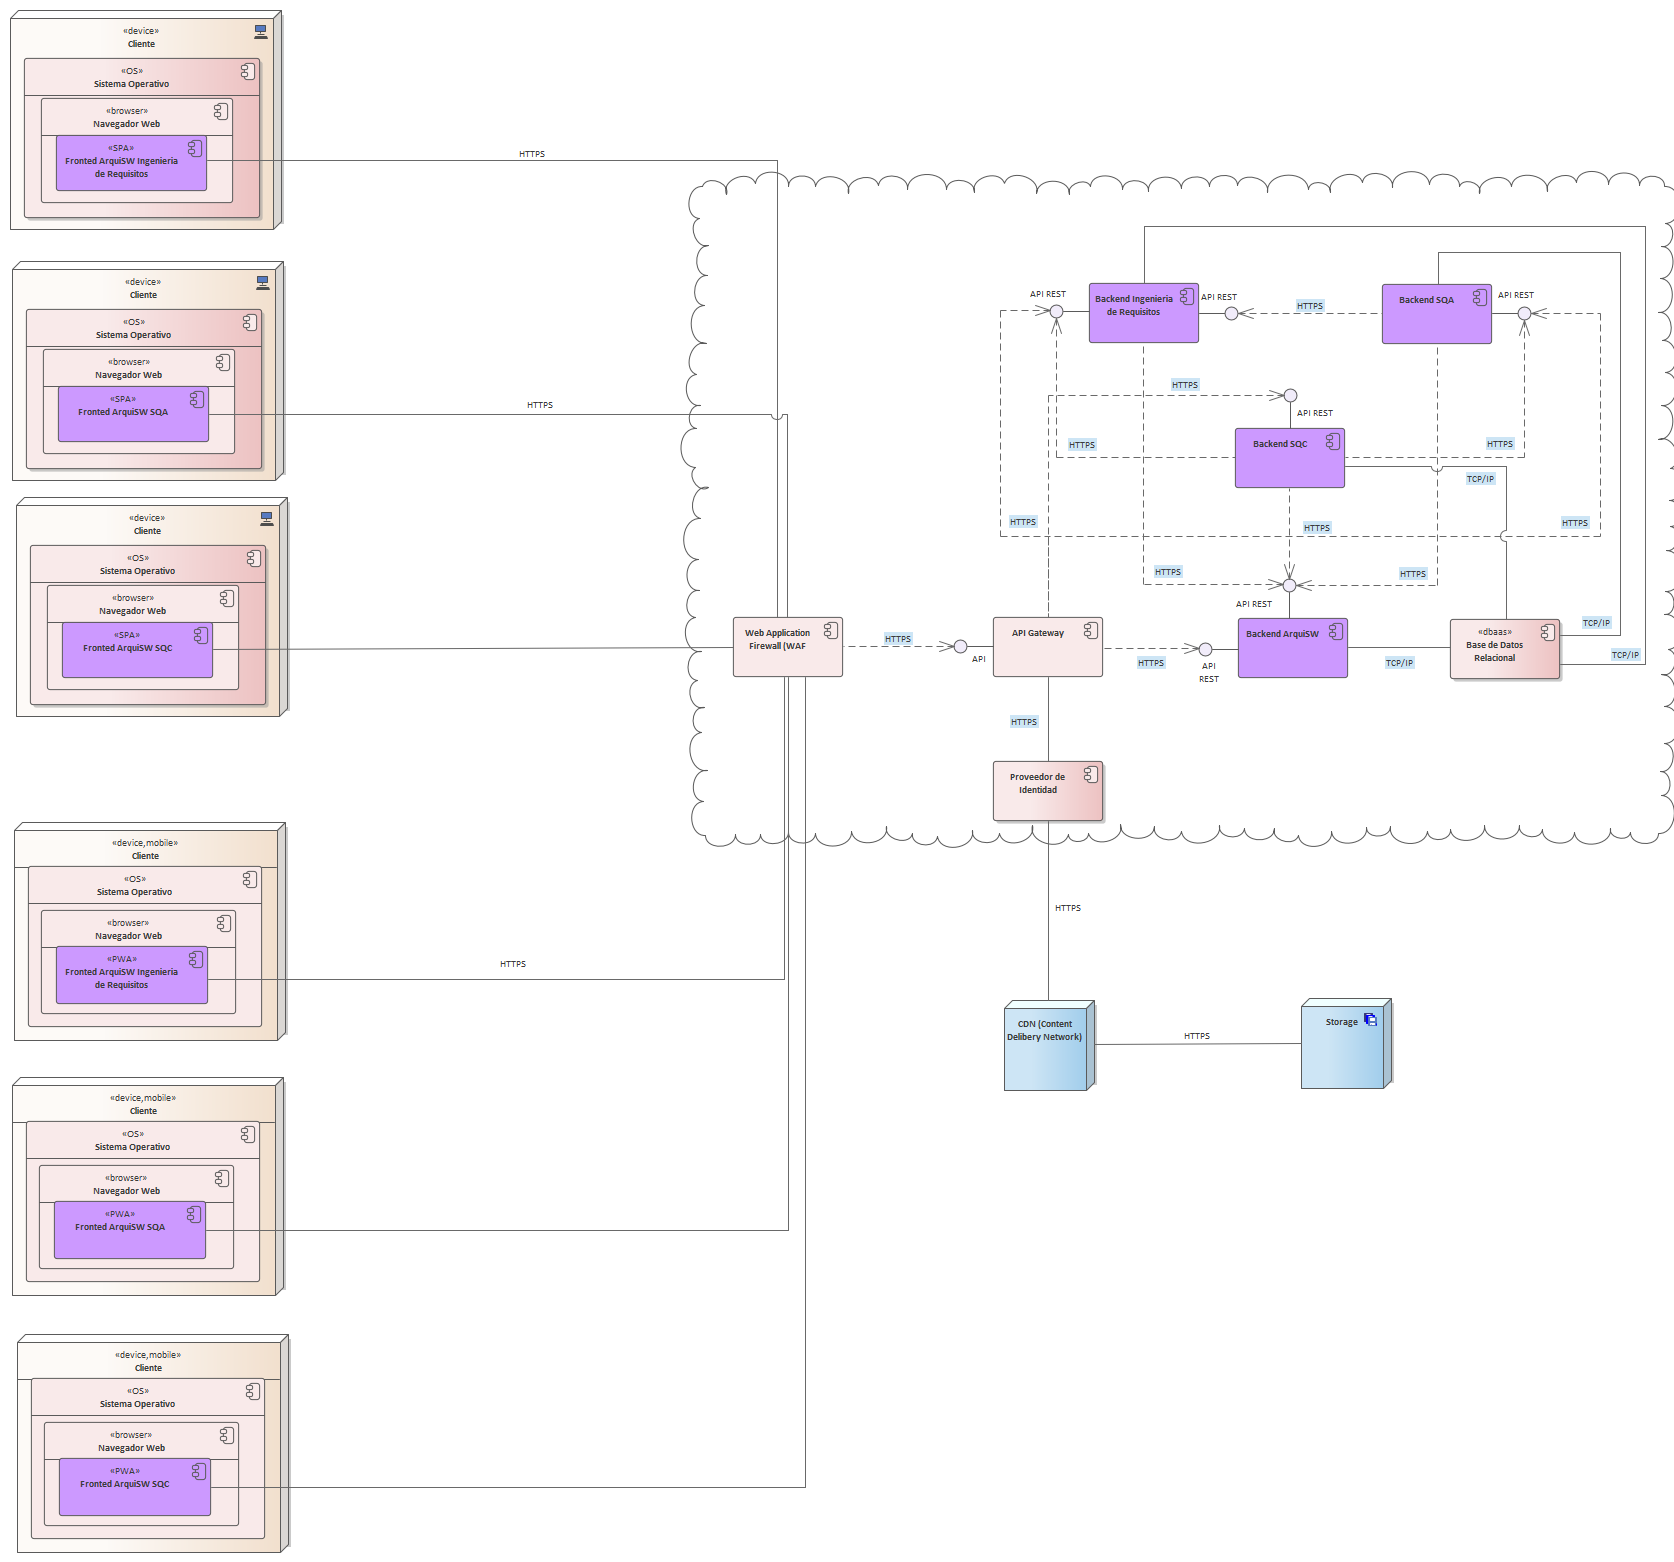 «device»
Cliente
«OS»
Sistema Operativo
«browser»
Navegador Web
«SPA»
Fronted ArquiSW Ingenieria
de Requisitos
HTTPS
«device»
Cliente
«OS»
Sistema Operativo
«browser»
Navegador Web
«SPA»
Fronted ArquiSW SQA
HTTPS
«device»
Cliente
«OS»
Sistema Operativo
«browser»
Navegador Web
«SPA»
Fronted ArquiSW SQC
«device,mobile»
Cliente
«OS»
Sistema Operativo
«browser»
Navegador Web
«PWA»
Fronted ArquiSW Ingenieria
de Requisitos
HTTPS
«device,mobile»
Cliente
«OS»
Sistema Operativo
«browser»
Navegador Web
«PWA»
Fronted ArquiSW SQA
«device,mobile»
Cliente
«OS»
Sistema Operativo
«browser»
Navegador Web
«PWA»
Fronted ArquiSW SQC
API REST
Backend Ingenieria
de Requisitos
API REST
HTTPS
Backend SQA
API REST
HTTPS
API REST
HTTPS
Backend SQC
HTTPS
TCP/IP
HTTPS
HTTPS
HTTPS
HTTPS
HTTPS
API REST
Web Application
Firewall (WAF
HTTPS
API
API Gateway
HTTPS
API
REST
Backend ArquiSW
TCP/IP
«dbaas»
Base de Datos
Relacional
TCP/IP
TCP/IP
HTTPS
Proveedor de
Identidad
HTTPS
CDN (Content
Delibery Network)
HTTPS
Storage